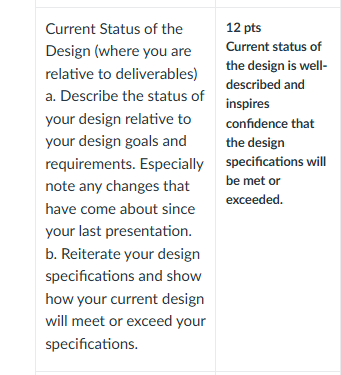 Current Status of the
Design (where you are
relative to deliverables)
a. Describe the status of
your design relative to
your design goals and
requirements. Especially
note any changes that
have come about since
your last presentation.
b. Reiterate your design
specifications and show
how your current design
will meet or exceed your
specifications.
12 pts
Current status of
the design is well-
described and
inspires
confidence that
the design
specifications will
be met or
exceeded.